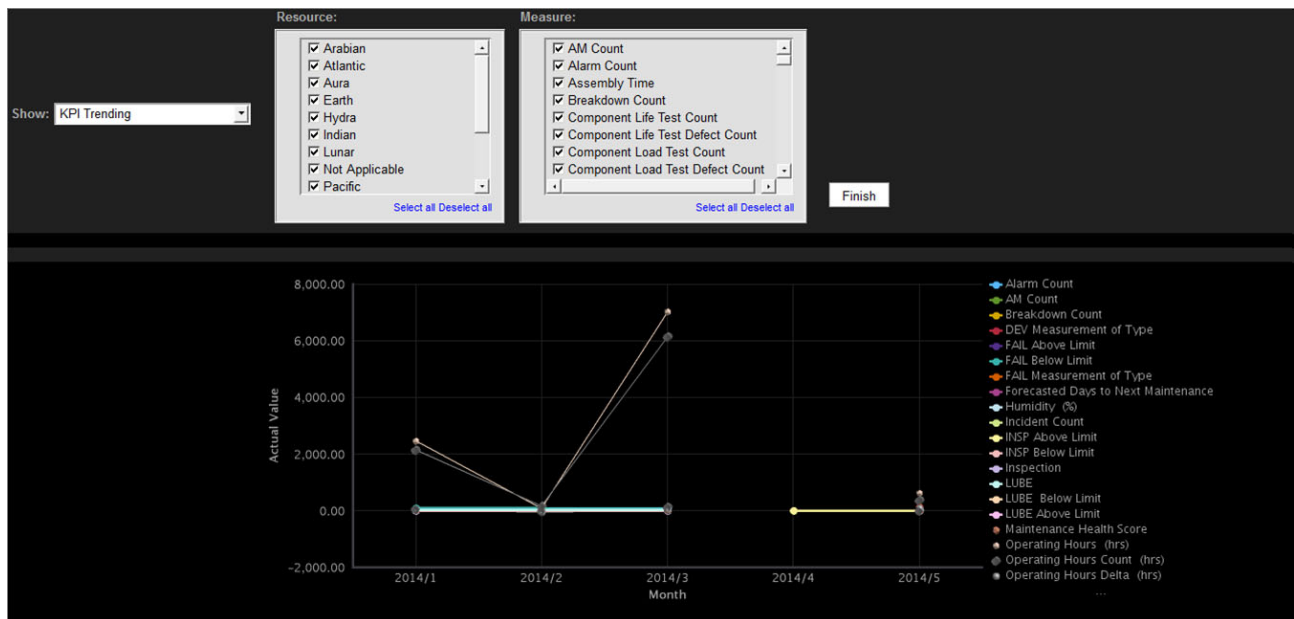 Resource:
Measure:
Arabian
Atlantic
Aura
Earth
Hydra
Indian
Lunar
Not Applicable
Pacific
Select all Deselect all
AM Count
Alarm Count
Assembly Time
Breakdown Count
Component Life Test Count
Component Life Test Defect Count
Component Load Test Count
Component Load Test Defect Count
Select all Deselect all
Show: KPI Trending
Finish
8,000.00
6,000.00
4,000.00
2,000.00
0.00
-2,000.00
Actual Value
2014/1
2014/2
2014/3
2014/4
2014/5
Month
Alarm Count
AM Count
Breakdown Count
DEV Measurement of Type
FAIL Above Limit
FAIL Below Limit
FAIL Measurement of Type
Forecasted Days to Next Maintenance
Humidity (%)
Incident Count
INSP Above Limit
INSP Below Limit
Inspection
LUBE
LUBE Below Limit
LUBE Above Limit
Maintenance Health Score
Operating Hours (hrs)
Operating Hours Count (hrs)
Operating Hours Delta (hrs)
...